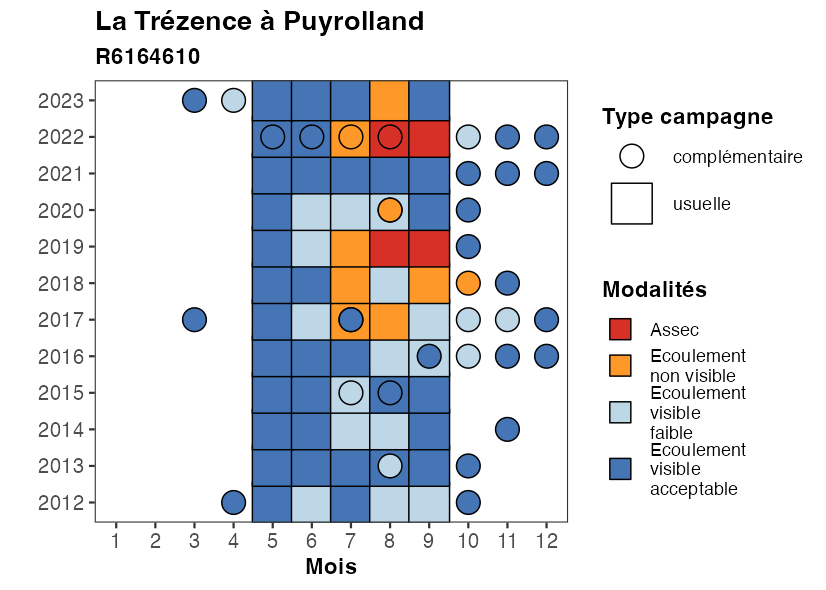 La Trézence à Puyrolland
R6164610
2023
2022
2021
2020
2019
2018
2017
2016
2015
2014
2013
2012
1 2 3 4 5 6 7 8 9 10 11 12
Mois
Type campagne
complémentaire
usuelle
Modalités
Assec
Ecoulement
non visible
Ecoulement
visible
faible
Ecoulement
visible
acceptable